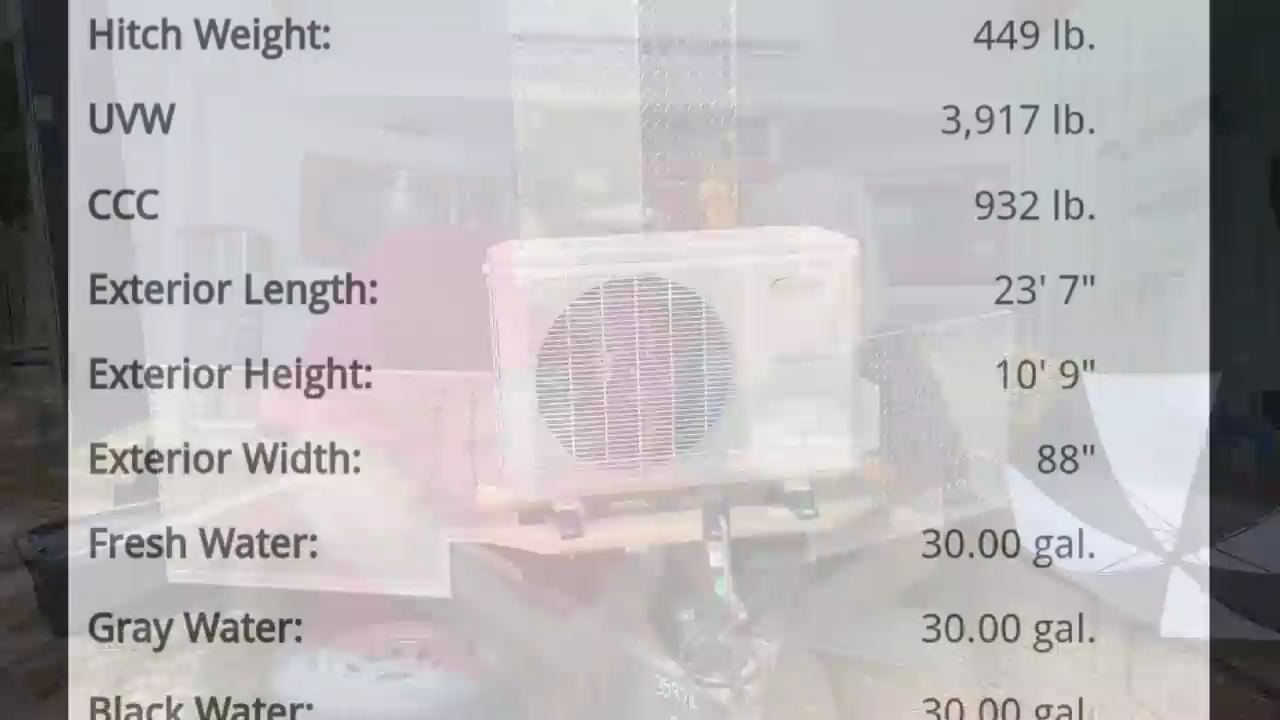 Hitch Weight: 449 lb.
UVW 3,917 lb.
CCC 932 lb.
Exterior Length: 23' 7"
Exterior Height: 10' 9"
Exterior Width: 88"
Fresh Water: 30.00 gal.
Gray Water: 30.00 gal.
Black Water: 30.00 gal.